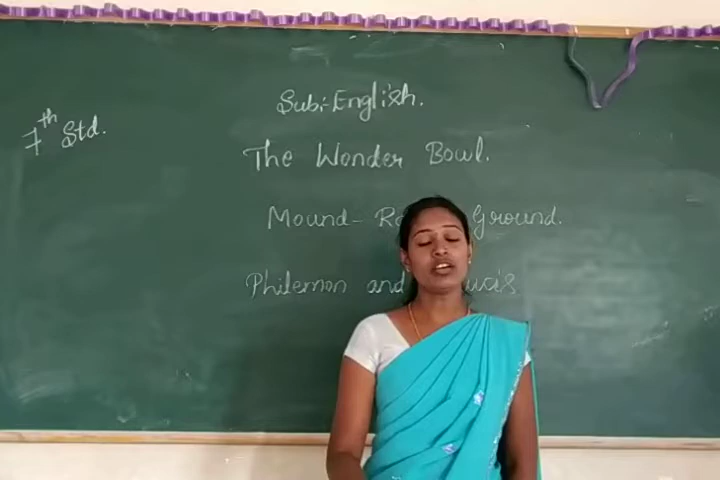 7th Std.
Sub:- English.
The Wonder Bowl.
Mound- Ground.
Philemon and